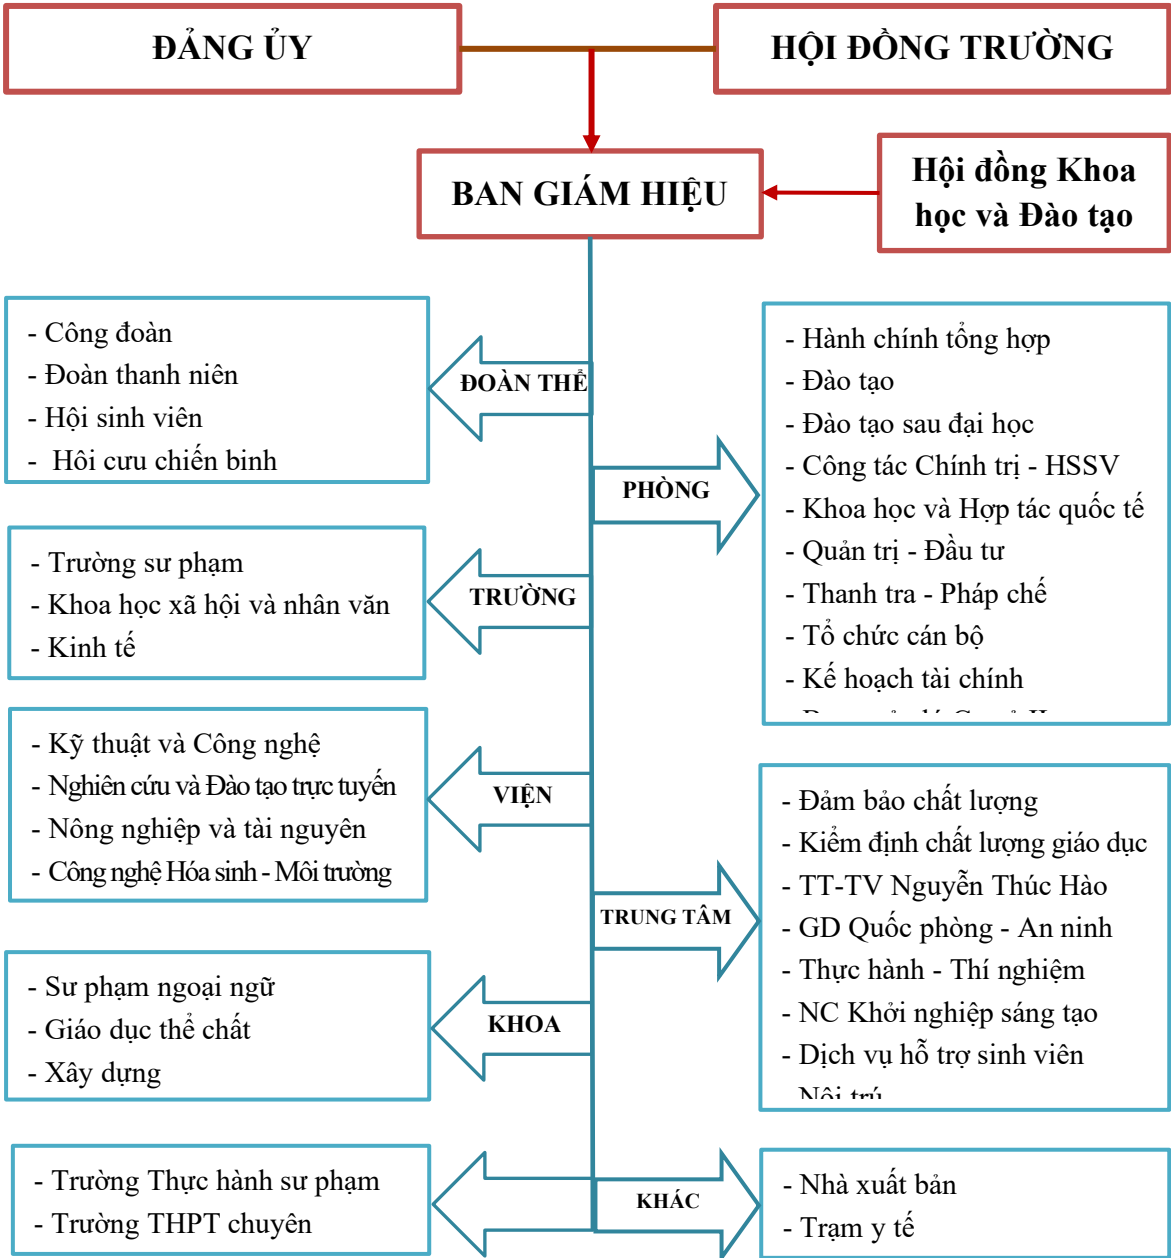 ĐẢNG ỦY
HỘI ĐỒNG TRƯỜNG
BAN GIÁM HIỆU
Hội đồng Khoa
học và Đào tạo
- Công đoàn
- Đoàn thanh niên
- Hội sinh viên
- Hôi cưu chiến binh
ĐOÀN THỂ
- Hành chính tổng hợp
- Đào tạo
- Đào tạo sau đại học
- Công tác Chính trị - HSSV
- Khoa học và Hợp tác quốc tế
- Quản trị - Đầu tư
- Thanh tra - Pháp chế
- Tổ chức cán bộ
- Kế hoạch tài chính
PHÒNG
- Trường sư phạm
- Khoa học xã hội và nhân văn
- Kinh tế
TRƯỜNG
- Kỹ thuật và Công nghệ
- Nghiên cứu và Đào tạo trực tuyến
- Nông nghiệp và tài nguyên
- Công nghệ Hóa sinh - Môi trường
VIỆN
- Đảm bảo chất lượng
- Kiểm định chất lượng giáo dục
- TT-TV Nguyễn Thúc Hào
- GD Quốc phòng - An ninh
- Thực hành - Thí nghiệm
- NC Khởi nghiệp sáng tạo
- Dịch vụ hỗ trợ sinh viên
- Nội trú
TRUNG TÂM
- Sư phạm ngoại ngữ
- Giáo dục thể chất
- Xây dựng
KHOA
- Trường Thực hành sư phạm
- Trường THPT chuyên
KHÁC
- Nhà xuất bản
- Trạm y tế